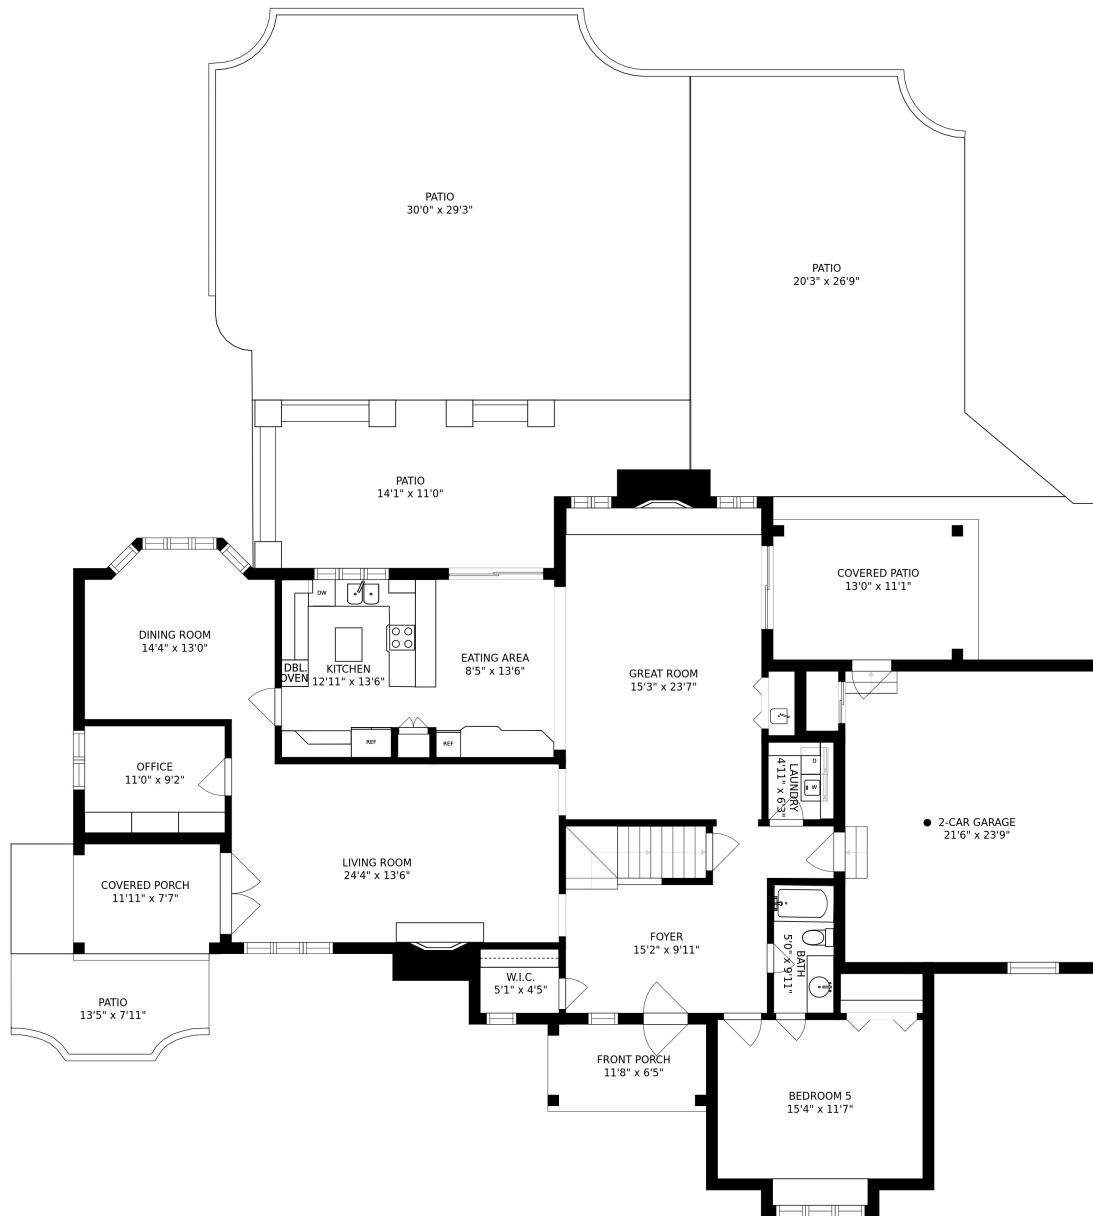 PATIO
30'0" x 29'3"
PATIO
20'3" x 26'9"
PATIO
14'1" x 11'0"
COVERED PATIO
13'0" x 11'1"
DINING ROOM
14'4" x 13'0"
DW
DBL.
OVEN
KITCHEN
12'11" x 13'6"
EATING AREA
8'5" x 13'6"
GREAT ROOM
15'3" x 23'7"
REF
REF
OFFICE
11'0" x 9'2"
LAUNDRY
4'11" x 6'3"
D
W
2-CAR GARAGE
21'6" x 23'9"
LIVING ROOM
24'4" x 13'6"
COVERED PORCH
11'11" x 7'7"
FOYER
15'2" x 9'11"
BATH
5'0" x 9'11"
W.I.C.
5'1" x 4'5"
PATIO
13'5" x 7'11"
FRONT PORCH
11'8" x 6'5"
BEDROOM 5
15'4" x 11'7"